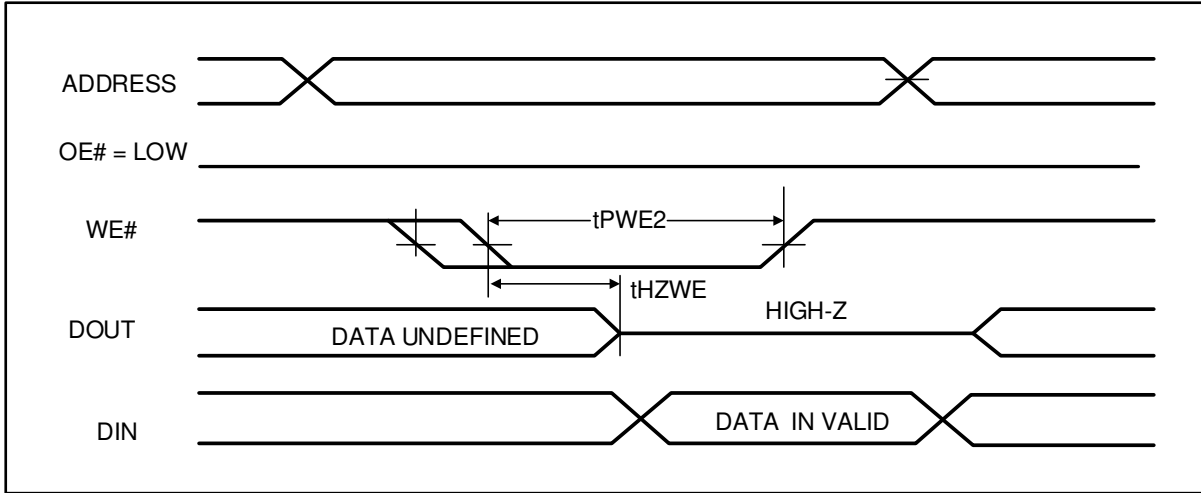 ADDRESS
OE# = LOW
WE#
tPWE2
tHZWE
DOUT
DATA UNDEFINED
HIGH-Z
DIN
DATA IN VALID